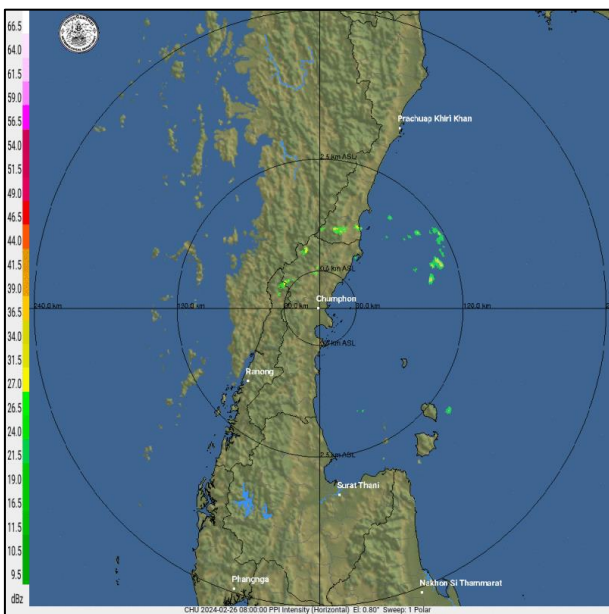 66.5
64.0
61.5
59.0
56.5
54.0
51.5
49.0
46.5
44.0
41.5
39.0
36.5
34.0
31.5
29.0
27.0
26.5
24.0
21.5
19.0
16.5
14.5
11.5
10.5
9.5
dBz
Prachuap Khiri Khan
2.6 km ASL
0.6 km ASL
240.0 km
120.0 km
Chumphon
120.0
Ranong
Surat Thani
Phangnga
Nakhon Si Thammarat
CHU 2024-02-26 08:00:00 PPI Intensity (Horizontal) El: 0.80° Sweep: 1 Polar